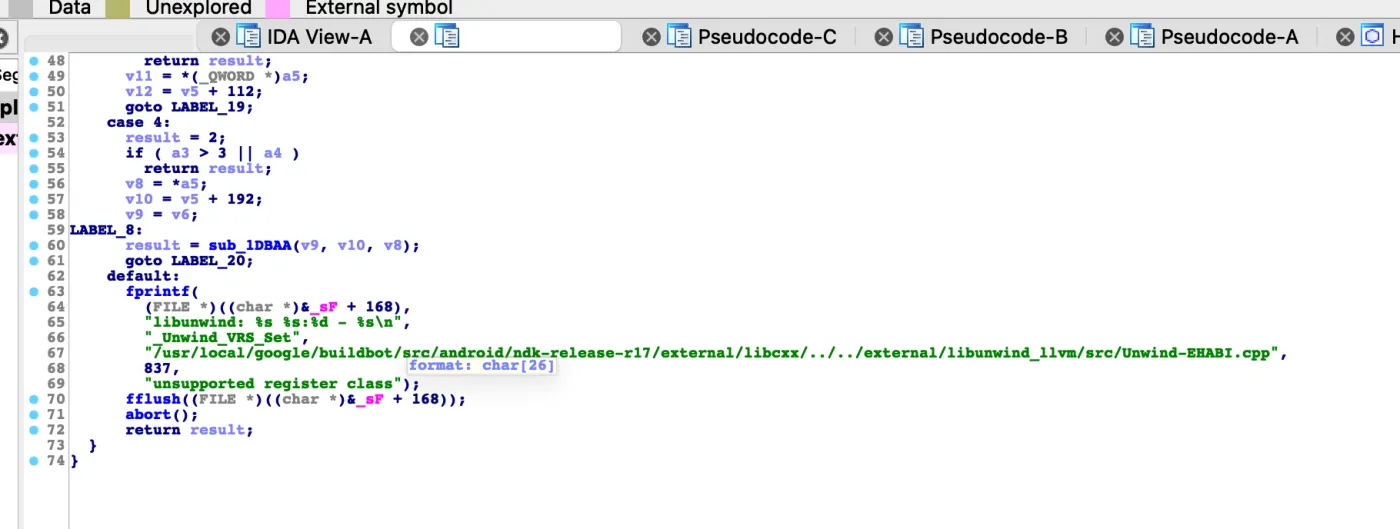 Data Unexplored External symbol
IDA View-A Pseudocode-C Pseudocode-B Pseudocode-A H
Seg
pl
ex
48 return result;
49 v11 = *(_QWORD *)a5;
50 v12 = v5 + 112;
51 goto LABEL_19;
52 case 4:
53 result = 2;
54 if ( a3 > 3 || a4 )
55 return result;
56 v8 = *a5;
57 v10 = v5 + 192;
58 v9 = v6;
59 LABEL_8:
60 result = sub_1DBAA(v9, v10, v8);
61 goto LABEL_20;
62 default:
63 fprintf(
64 (FILE *)((char *)&_sF + 168),
65 "libunwind: %s %s:%d - %s\n",
66 "_Unwind_VRS_Set",
67 "/usr/local/google/buildbot/src/android/ndk-release-r17/external/libcxx/../../external/libunwind_llvm/src/Unwind-EHABI.cpp",
format: char[26]
68 837,
69 "unsupported register class");
70 fflush((FILE *)((char *)&_sF + 168));
71 abort();
72 return result;
73 }
74 }